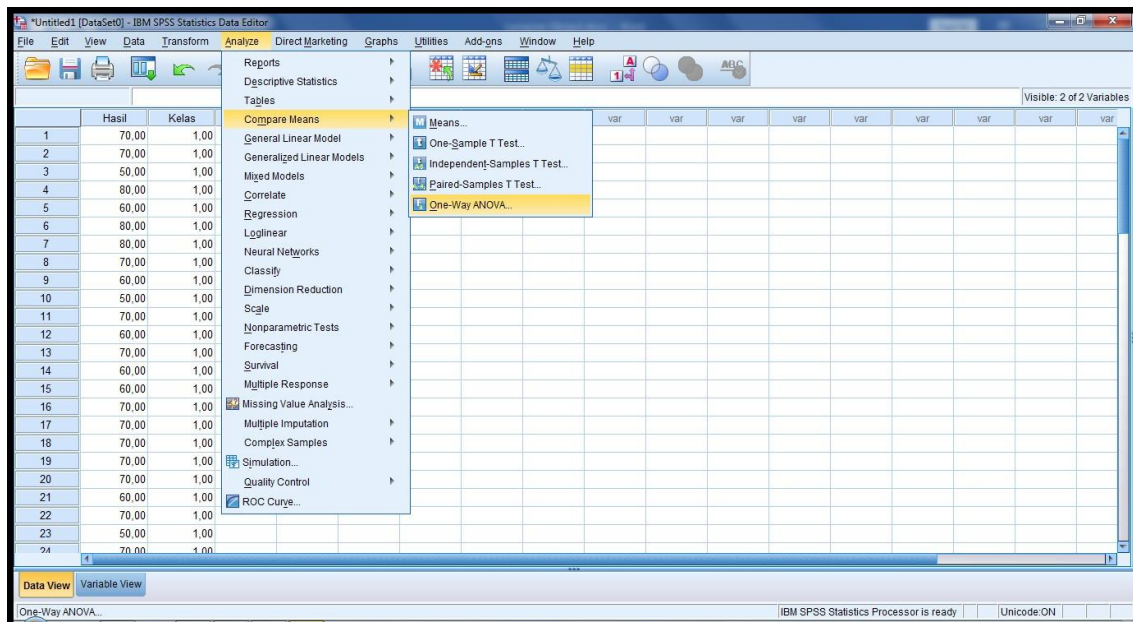 *Untitled1 [DataSet0] - IBM SPSS Statistics Data Editor
File Edit View Data Transform Analyze Direct Marketing Graphs Utilities Add-ons Window Help
Visible: 2 of 2 Variables
Hasil Kelas var var var var var var var var
1 70,00 1,00
2 70,00 1,00
3 50,00 1,00
4 80,00 1,00
5 60,00 1,00
6 80,00 1,00
7 80,00 1,00
8 70,00 1,00
9 60,00 1,00
10 50,00 1,00
11 70,00 1,00
12 60,00 1,00
13 70,00 1,00
14 60,00 1,00
15 60,00 1,00
16 70,00 1,00
17 70,00 1,00
18 70,00 1,00
19 70,00 1,00
20 70,00 1,00
21 60,00 1,00
22 70,00 1,00
23 50,00 1,00
24 70,00 1,00
Reports
Descriptive Statistics
Tables
Compare Means
General Linear Model
Generalized Linear Models
Mixed Models
Correlate
Regression
Loglinear
Neural Networks
Classify
Dimension Reduction
Scale
Nonparametric Tests
Forecasting
Survival
Multiple Response
Missing Value Analysis...
Multiple Imputation
Complex Samples
Simulation...
Quality Control
ROC Curve...
Means...
One-Sample T Test...
Independent-Samples T Test...
Paired-Samples T Test...
One-Way ANOVA...
Data View Variable View
One-Way ANOVA... IBM SPSS Statistics Processor is ready Unicode:ON